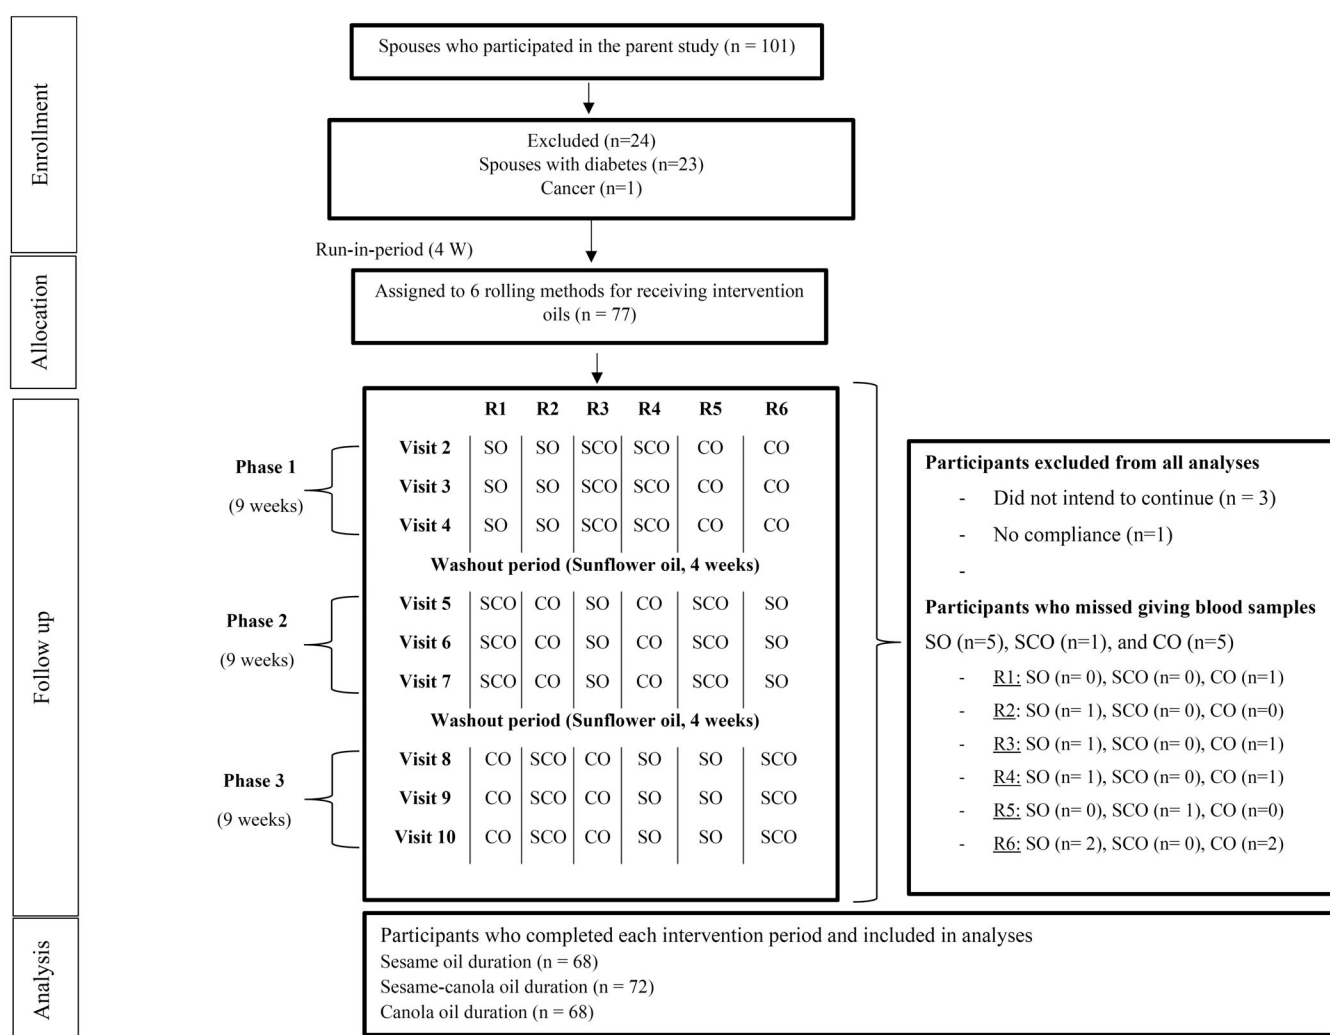 Enrollment
Spouses who participated in the parent study (n = 101)
Excluded (n=24)
Spouses with diabetes (n=23)
Cancer (n=1)
Run-in-period (4 W)
Allocation
Assigned to 6 rolling methods for receiving intervention
oils (n = 77)
Follow up
R1 R2 R3 R4 R5 R6
Phase 1
(9 weeks)
Visit 2 SO SO SCO SCO CO CO
Visit 3 SO SO SCO SCO CO CO
Visit 4 SO SO SCO SCO CO CO
Washout period (Sunflower oil, 4 weeks)
Phase 2
(9 weeks)
Visit 5 SCO CO SO CO SCO SO
Visit 6 SCO CO SO CO SCO SO
Visit 7 SCO CO SO CO SCO SO
Washout period (Sunflower oil, 4 weeks)
Phase 3
(9 weeks)
Visit 8 CO SCO CO SO SO SCO
Visit 9 CO SCO CO SO SO SCO
Visit 10 CO SCO CO SO SO SCO
Participants excluded from all analyses
- Did not intend to continue (n = 3)
- No compliance (n=1)
-
Participants who missed giving blood samples
SO (n=5), SCO (n=1), and CO (n=5)
- R1: SO (n= 0), SCO (n= 0), CO (n=1)
- R2: SO (n= 1), SCO (n= 0), CO (n=0)
- R3: SO (n= 1), SCO (n= 0), CO (n=1)
- R4: SO (n= 1), SCO (n= 0), CO (n=1)
- R5: SO (n= 0), SCO (n= 1), CO (n=0)
- R6: SO (n= 2), SCO (n= 0), CO (n=2)
Analysis
Participants who completed each intervention period and included in analyses
Sesame oil duration (n = 68)
Sesame-canola oil duration (n = 72)
Canola oil duration (n = 68)